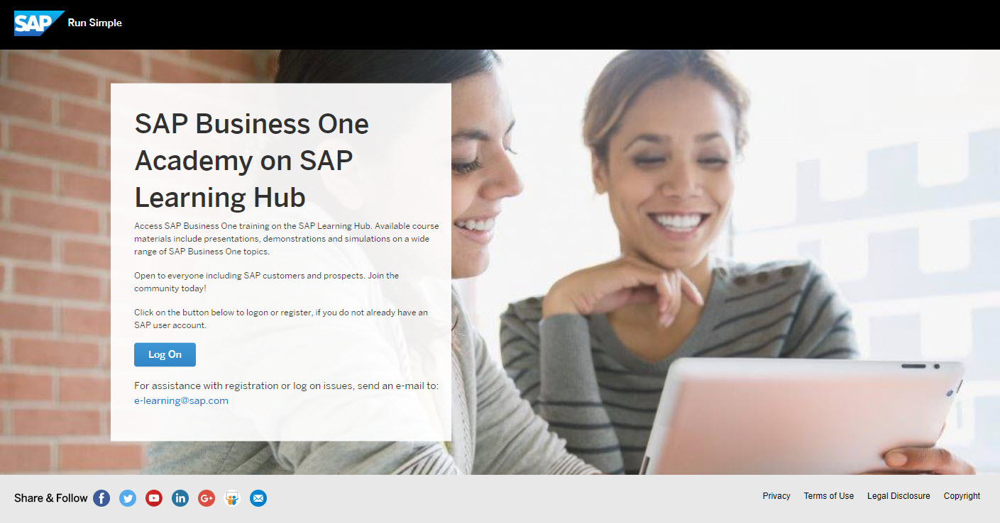 SAP Run Simple
SAP Business One
Academy on SAP
Learning Hub
Access SAP Business One training on the SAP Learning Hub. Available course
materials include presentations, demonstrations and simulations on a wide
range of SAP Business One topics.
Open to everyone including SAP customers and prospects. Join the
community today!
Click on the button below to logon or register, if you do not already have an
SAP user account.
Log On
For assistance with registration or log on issues, send an e-mail to:
e-learning@sap.com
Share & Follow
Privacy Terms of Use Legal Disclosure Copyright